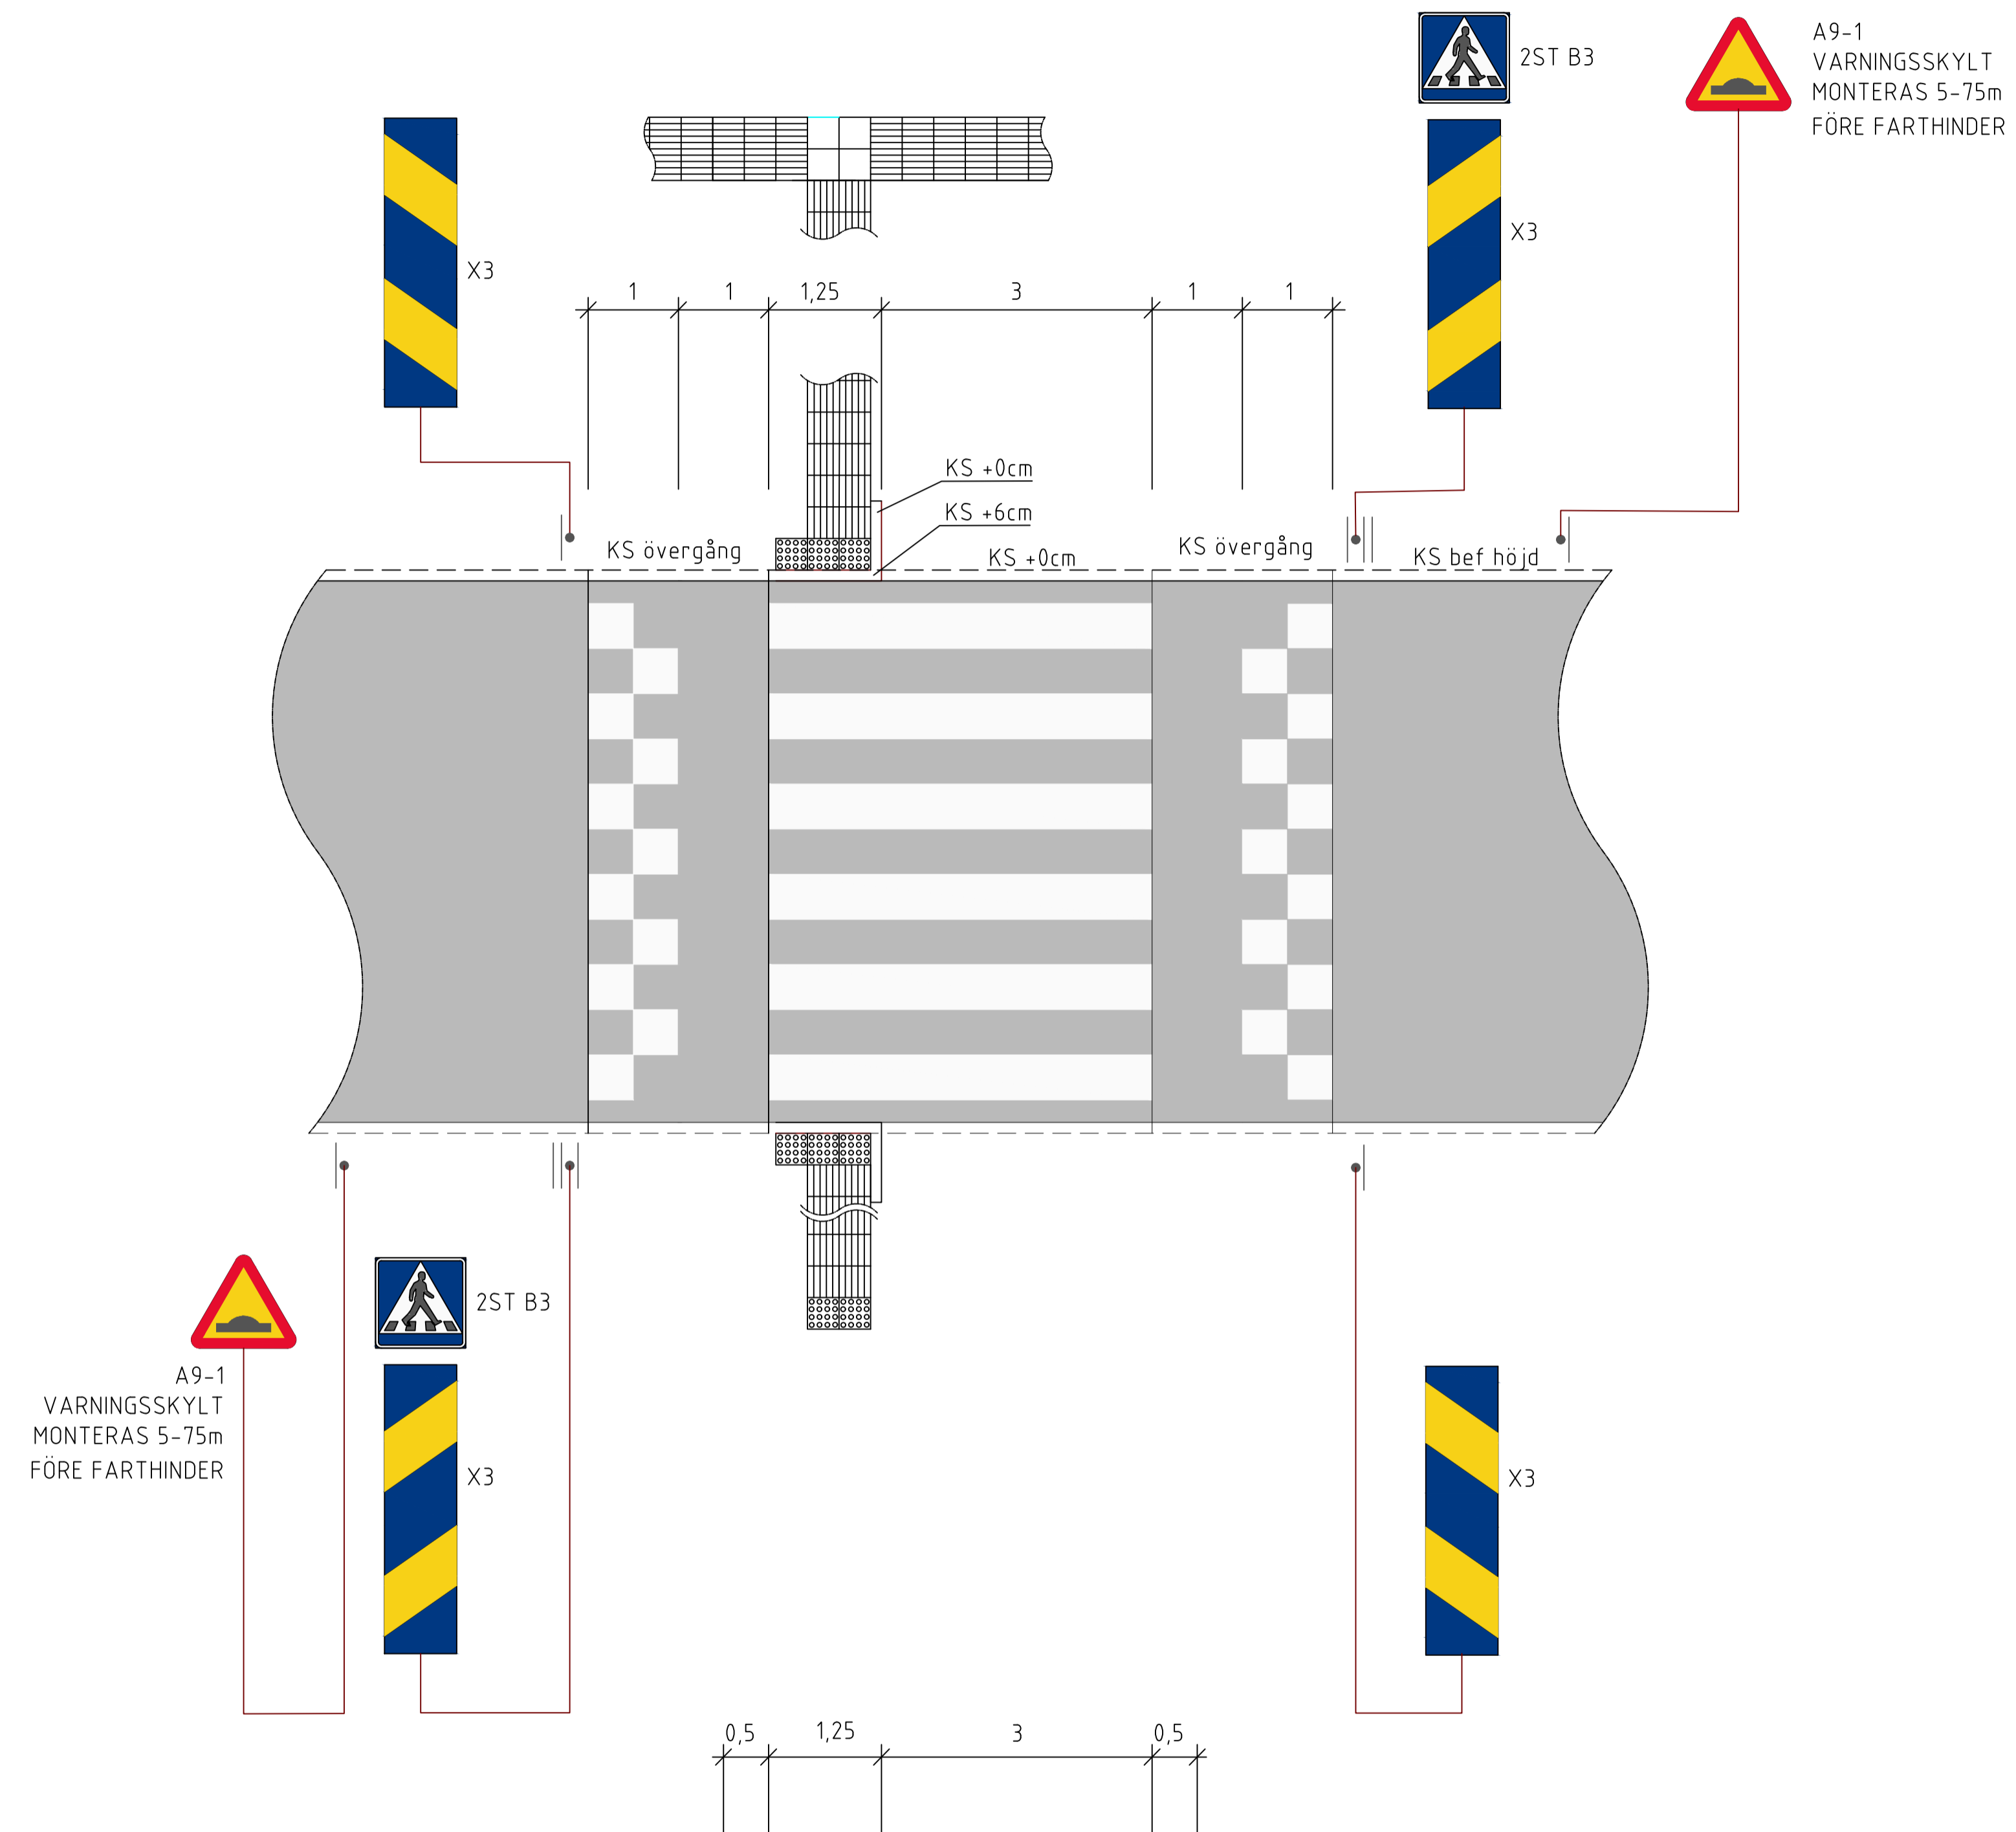 2ST B3
A9-1
VARNINGSSKYLT
MONTERAS 5-75m
FÖRE FARTHINDER
X3
X3
1
1
1,25
3
1
1
KS +0cm
KS +6cm
KS övergång
KS +0cm
KS övergång
KS bef höjd
2ST B3
A9-1
VARNINGSSKYLT
MONTERAS 5-75m
FÖRE FARTHINDER
X3
X3
0,5
1,25
3
0,5